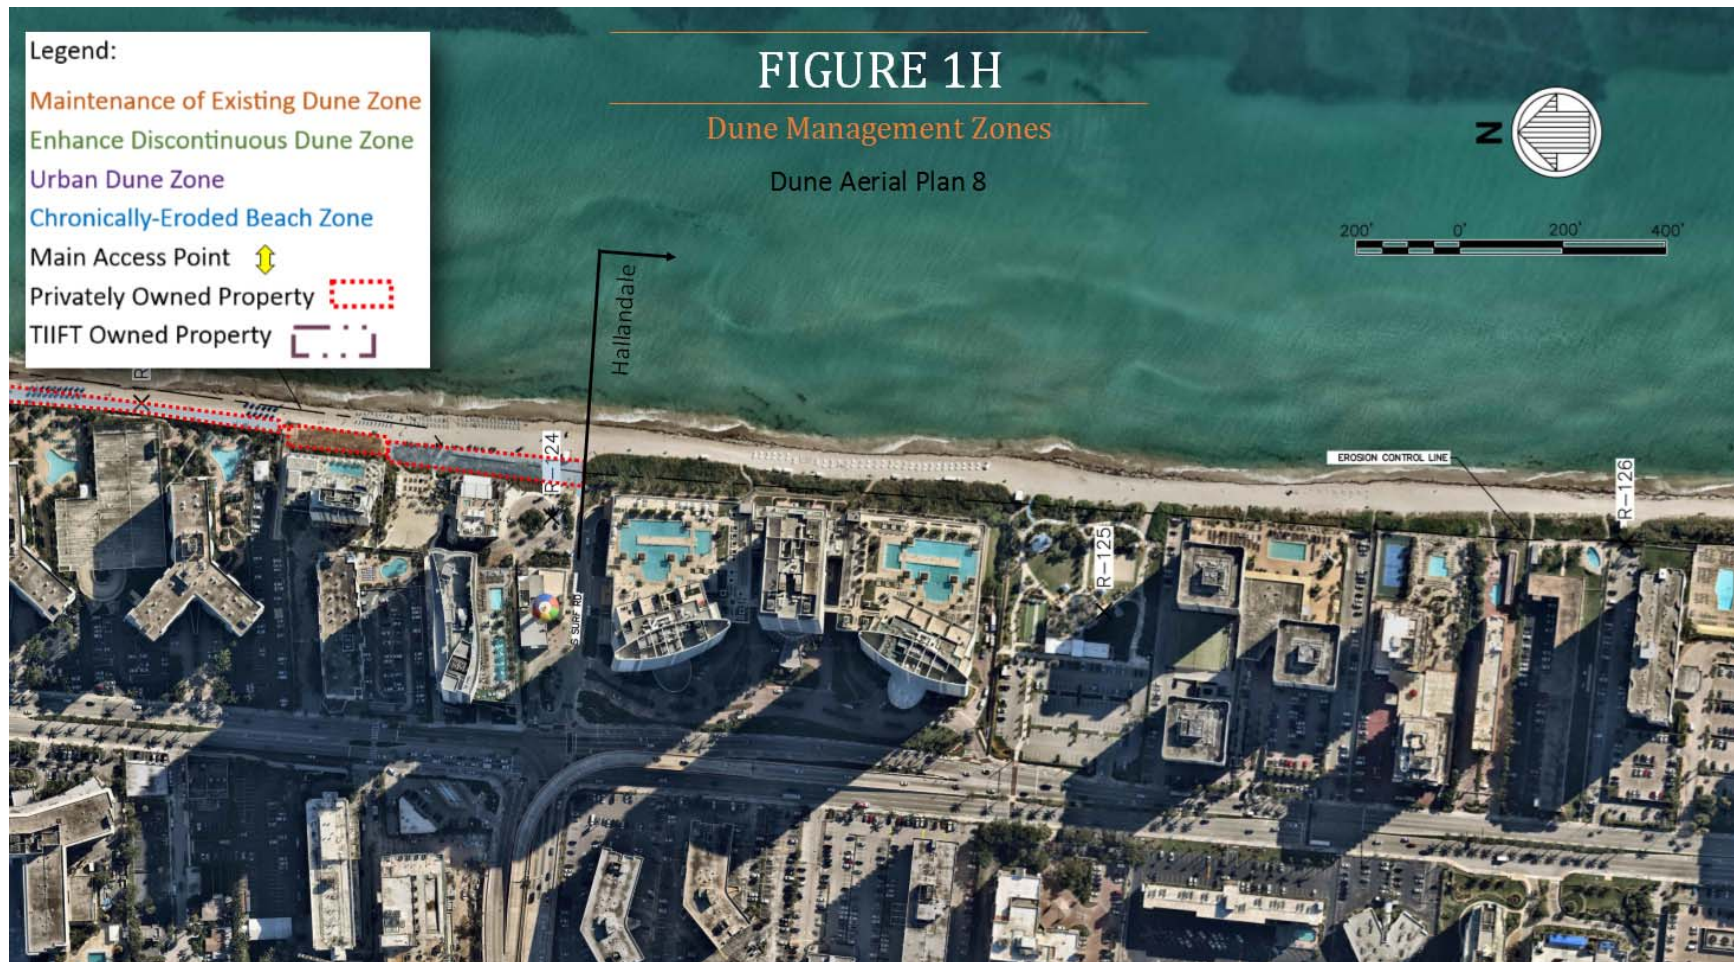 Legend:
Maintenance of Existing Dune Zone
Enhance Discontinuous Dune Zone
Urban Dune Zone
Chronically-Eroded Beach Zone
Main Access Point
Privately Owned Property
TIIFT Owned Property
FIGURE 1H
Dune Management Zones
Dune Aerial Plan 8
N
200' 0' 200' 400'
Hallandale
R-124
EROSION CONTROL LINE
R-126
R-125
S SURF RD